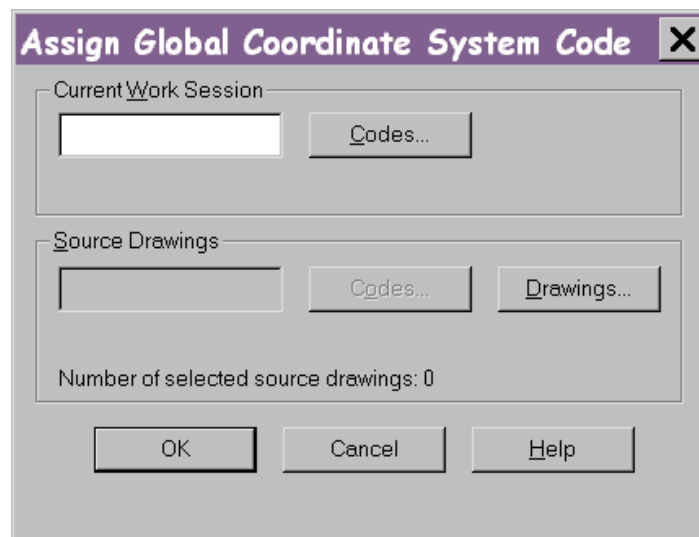 Assign Global Coordinate System Code
Current Work Session
Codes...
Source Drawings
Codes... Drawings...
Number of selected source drawings: 0
OK Cancel Help